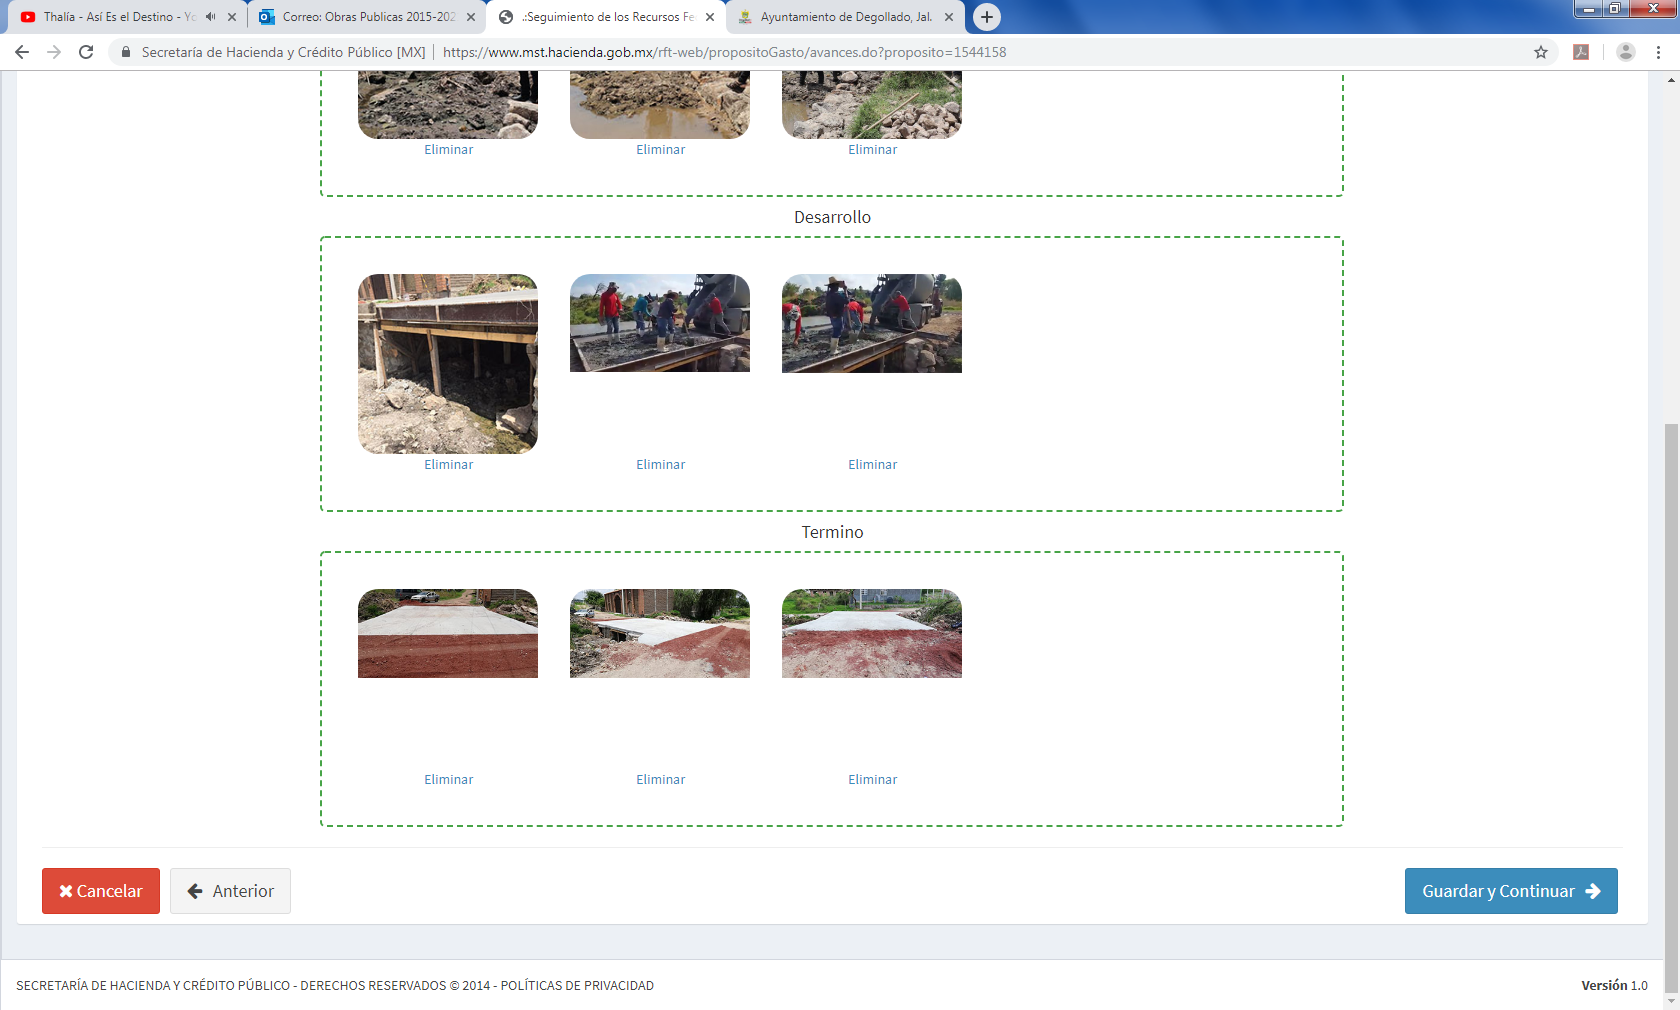 Thalía - Así Es el Destino - Yo
Correo: Obras Publicas 2015-202
.:Seguimiento de los Recursos Fe
Ayuntamiento de Degollado, Jal.
Secretaría de Hacienda y Crédito Público [MX] | https://www.mst.hacienda.gob.mx/rft-web/propositoGasto/avances.do?proposito=1544158
Eliminar Eliminar Eliminar
Desarrollo
Eliminar Eliminar Eliminar
Termino
Eliminar Eliminar Eliminar
Cancelar Anterior Guardar y Continuar
SECRETARÍA DE HACIENDA Y CRÉDITO PÚBLICO - DERECHOS RESERVADOS © 2014 - POLÍTICAS DE PRIVACIDAD Versión 1.0